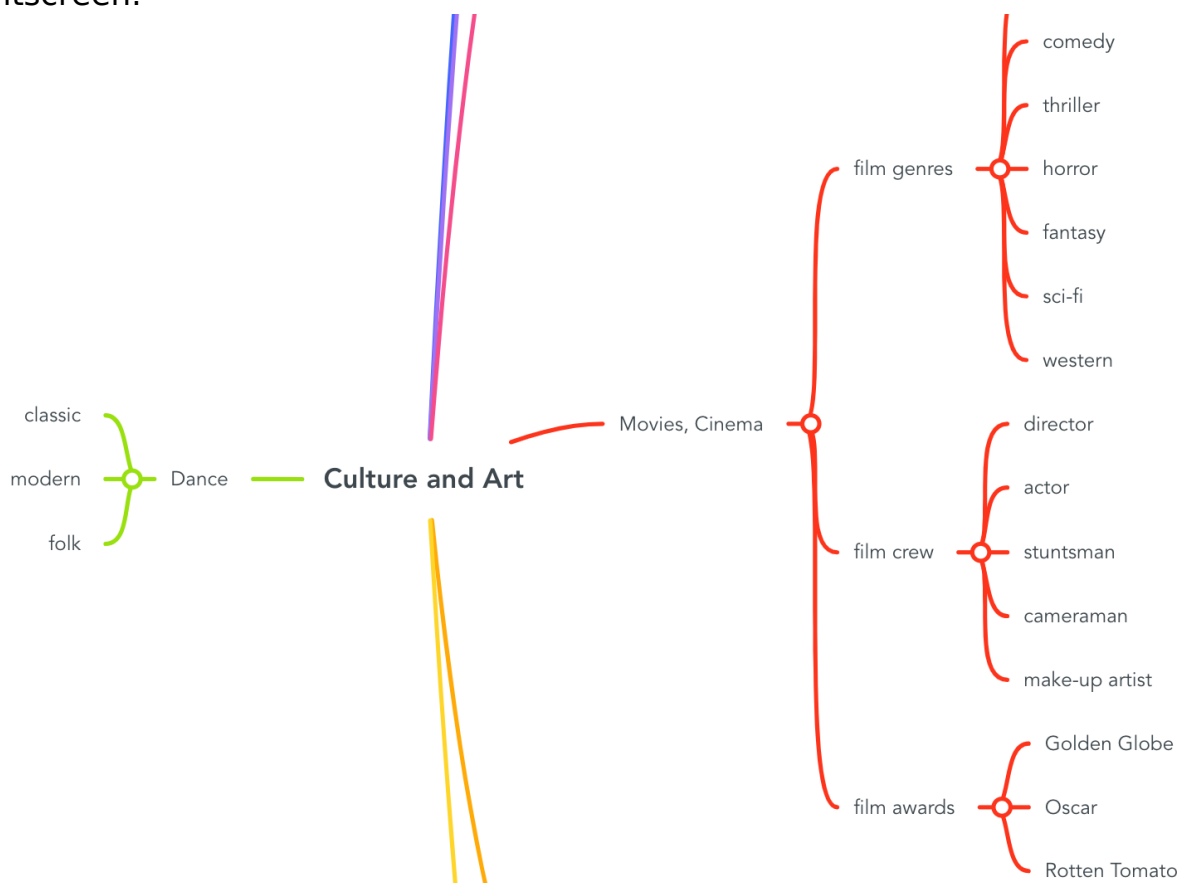 comedy
thriller
film genres
horror
fantasy
sci-fi
western
classic
modern
folk
Dance
Culture and Art
Movies, Cinema
director
actor
film crew
stuntsman
cameraman
make-up artist
Golden Globe
film awards
Oscar
Rotten Tomato